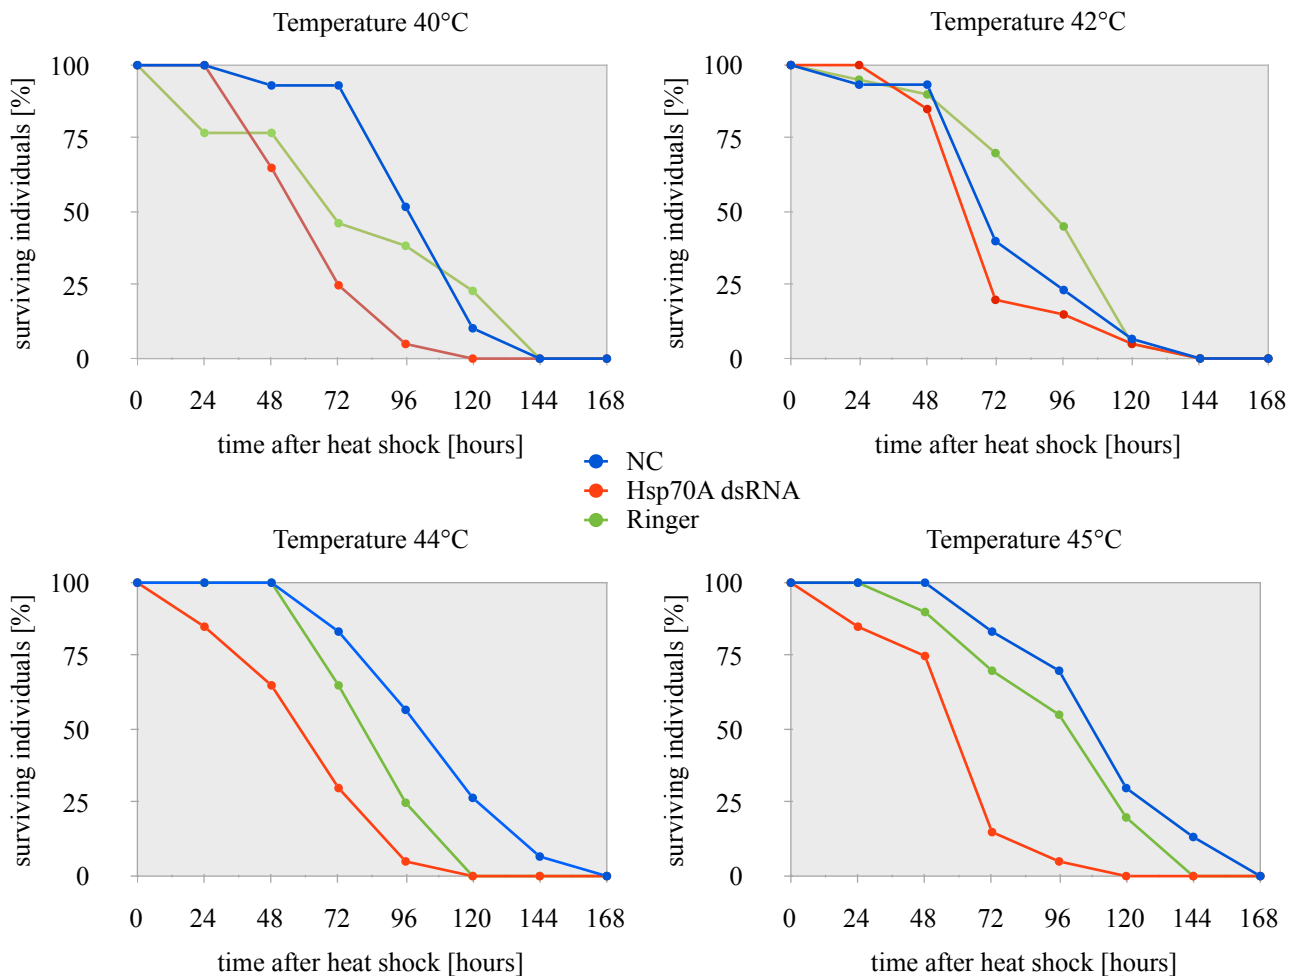 Temperature 40°C
surviving individuals [%]
100
75
50
25
0
0 24 48 72 96 120 144 168
time after heat shock [hours]
Temperature 42°C
surviving individuals [%]
100
75
50
25
0
0 24 48 72 96 120 144 168
time after heat shock [hours]
NC
Hsp70A dsRNA
Ringer
Temperature 44°C
surviving individuals [%]
100
75
50
25
0
0 24 48 72 96 120 144 168
time after heat shock [hours]
Temperature 45°C
surviving individuals [%]
100
75
50
25
0
0 24 48 72 96 120 144 168
time after heat shock [hours]